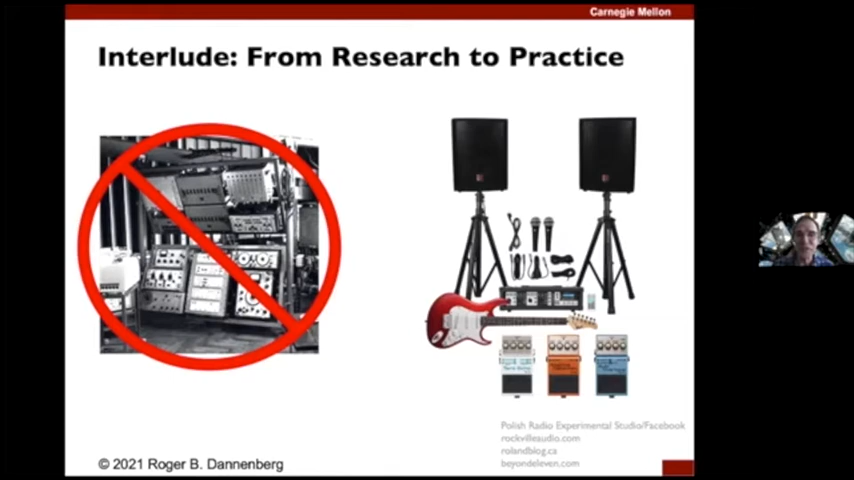 Carnegie Mellon
Interlude: From Research to Practice
Polish Radio Experimental Studio/Facebook
rockvilleaudio.com
rolandblog.ca
beyondeleven.com
© 2021 Roger B. Dannenberg